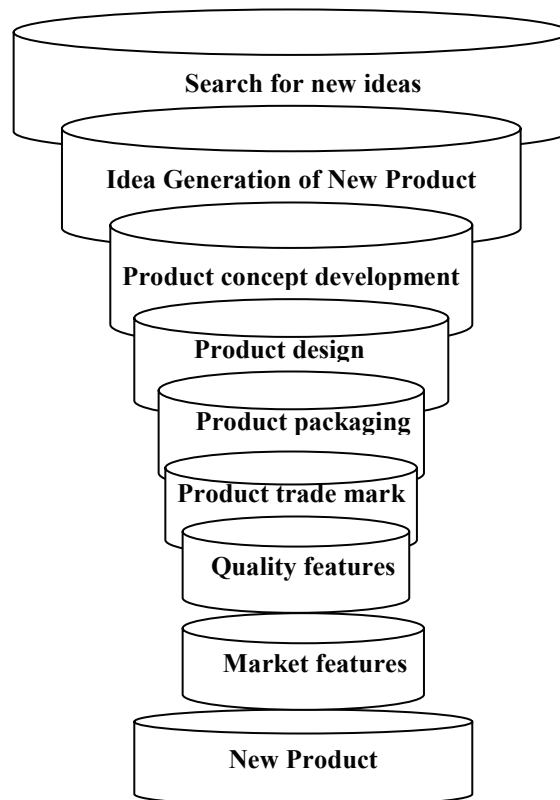 Search for new ideas
Idea Generation of New Product
Product concept development
Product design
Product packaging
Product trade mark
Quality features
Market features
New Product